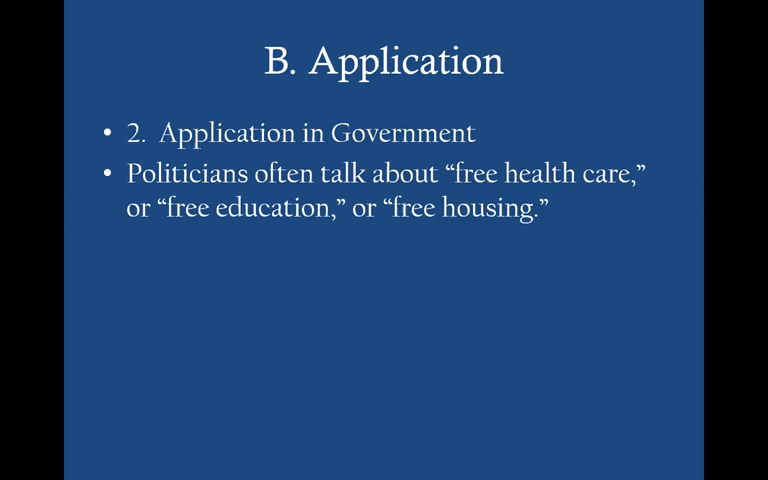 B. Application
• 2. Application in Government
• Politicians often talk about “free health care,”
or “free education,” or “free housing.”